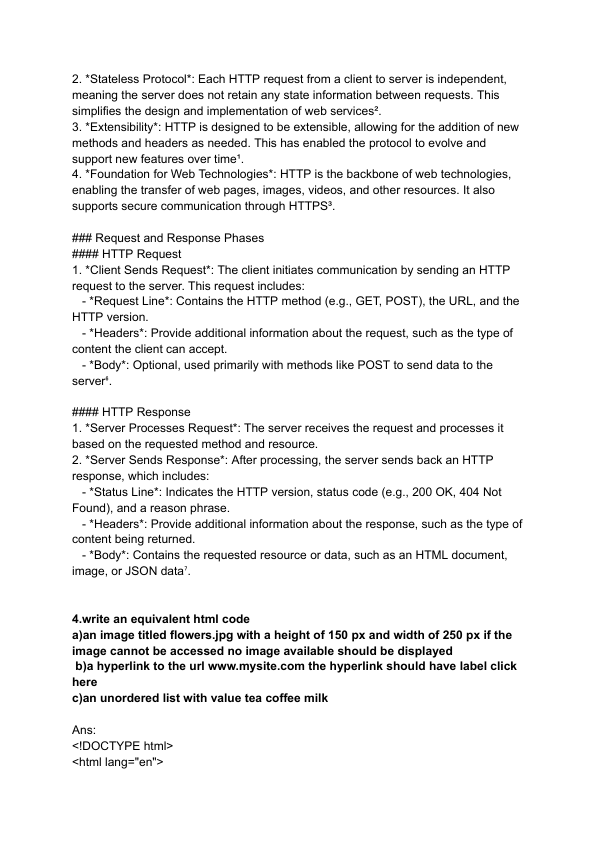 2. *Stateless Protocol*: Each HTTP request from a client to server is independent,
meaning the server does not retain any state information between requests. This
simplifies the design and implementation of web services².
3. *Extensibility*: HTTP is designed to be extensible, allowing for the addition of new
methods and headers as needed. This has enabled the protocol to evolve and
support new features over time¹.
4. *Foundation for Web Technologies*: HTTP is the backbone of web technologies,
enabling the transfer of web pages, images, videos, and other resources. It also
supports secure communication through HTTPS³.
### Request and Response Phases
#### HTTP Request
1. *Client Sends Request*: The client initiates communication by sending an HTTP
request to the server. This request includes:
- *Request Line*: Contains the HTTP method (e.g., GET, POST), the URL, and the
HTTP version.
- *Headers*: Provide additional information about the request, such as the type of
content the client can accept.
- *Body*: Optional, used primarily with methods like POST to send data to the
server⁶.
#### HTTP Response
1. *Server Processes Request*: The server receives the request and processes it
based on the requested method and resource.
2. *Server Sends Response*: After processing, the server sends back an HTTP
response, which includes:
- *Status Line*: Indicates the HTTP version, status code (e.g., 200 OK, 404 Not
Found), and a reason phrase.
- *Headers*: Provide additional information about the response, such as the type of
content being returned.
- *Body*: Contains the requested resource or data, such as an HTML document,
image, or JSON data⁷.
4.write an equivalent html code
a)an image titled flowers.jpg with a height of 150 px and width of 250 px if the
image cannot be accessed no image available should be displayed
b)a hyperlink to the url www.mysite.com the hyperlink should have label click
here
c)an unordered list with value tea coffee milk
Ans:
<!DOCTYPE html>
<html lang="en">